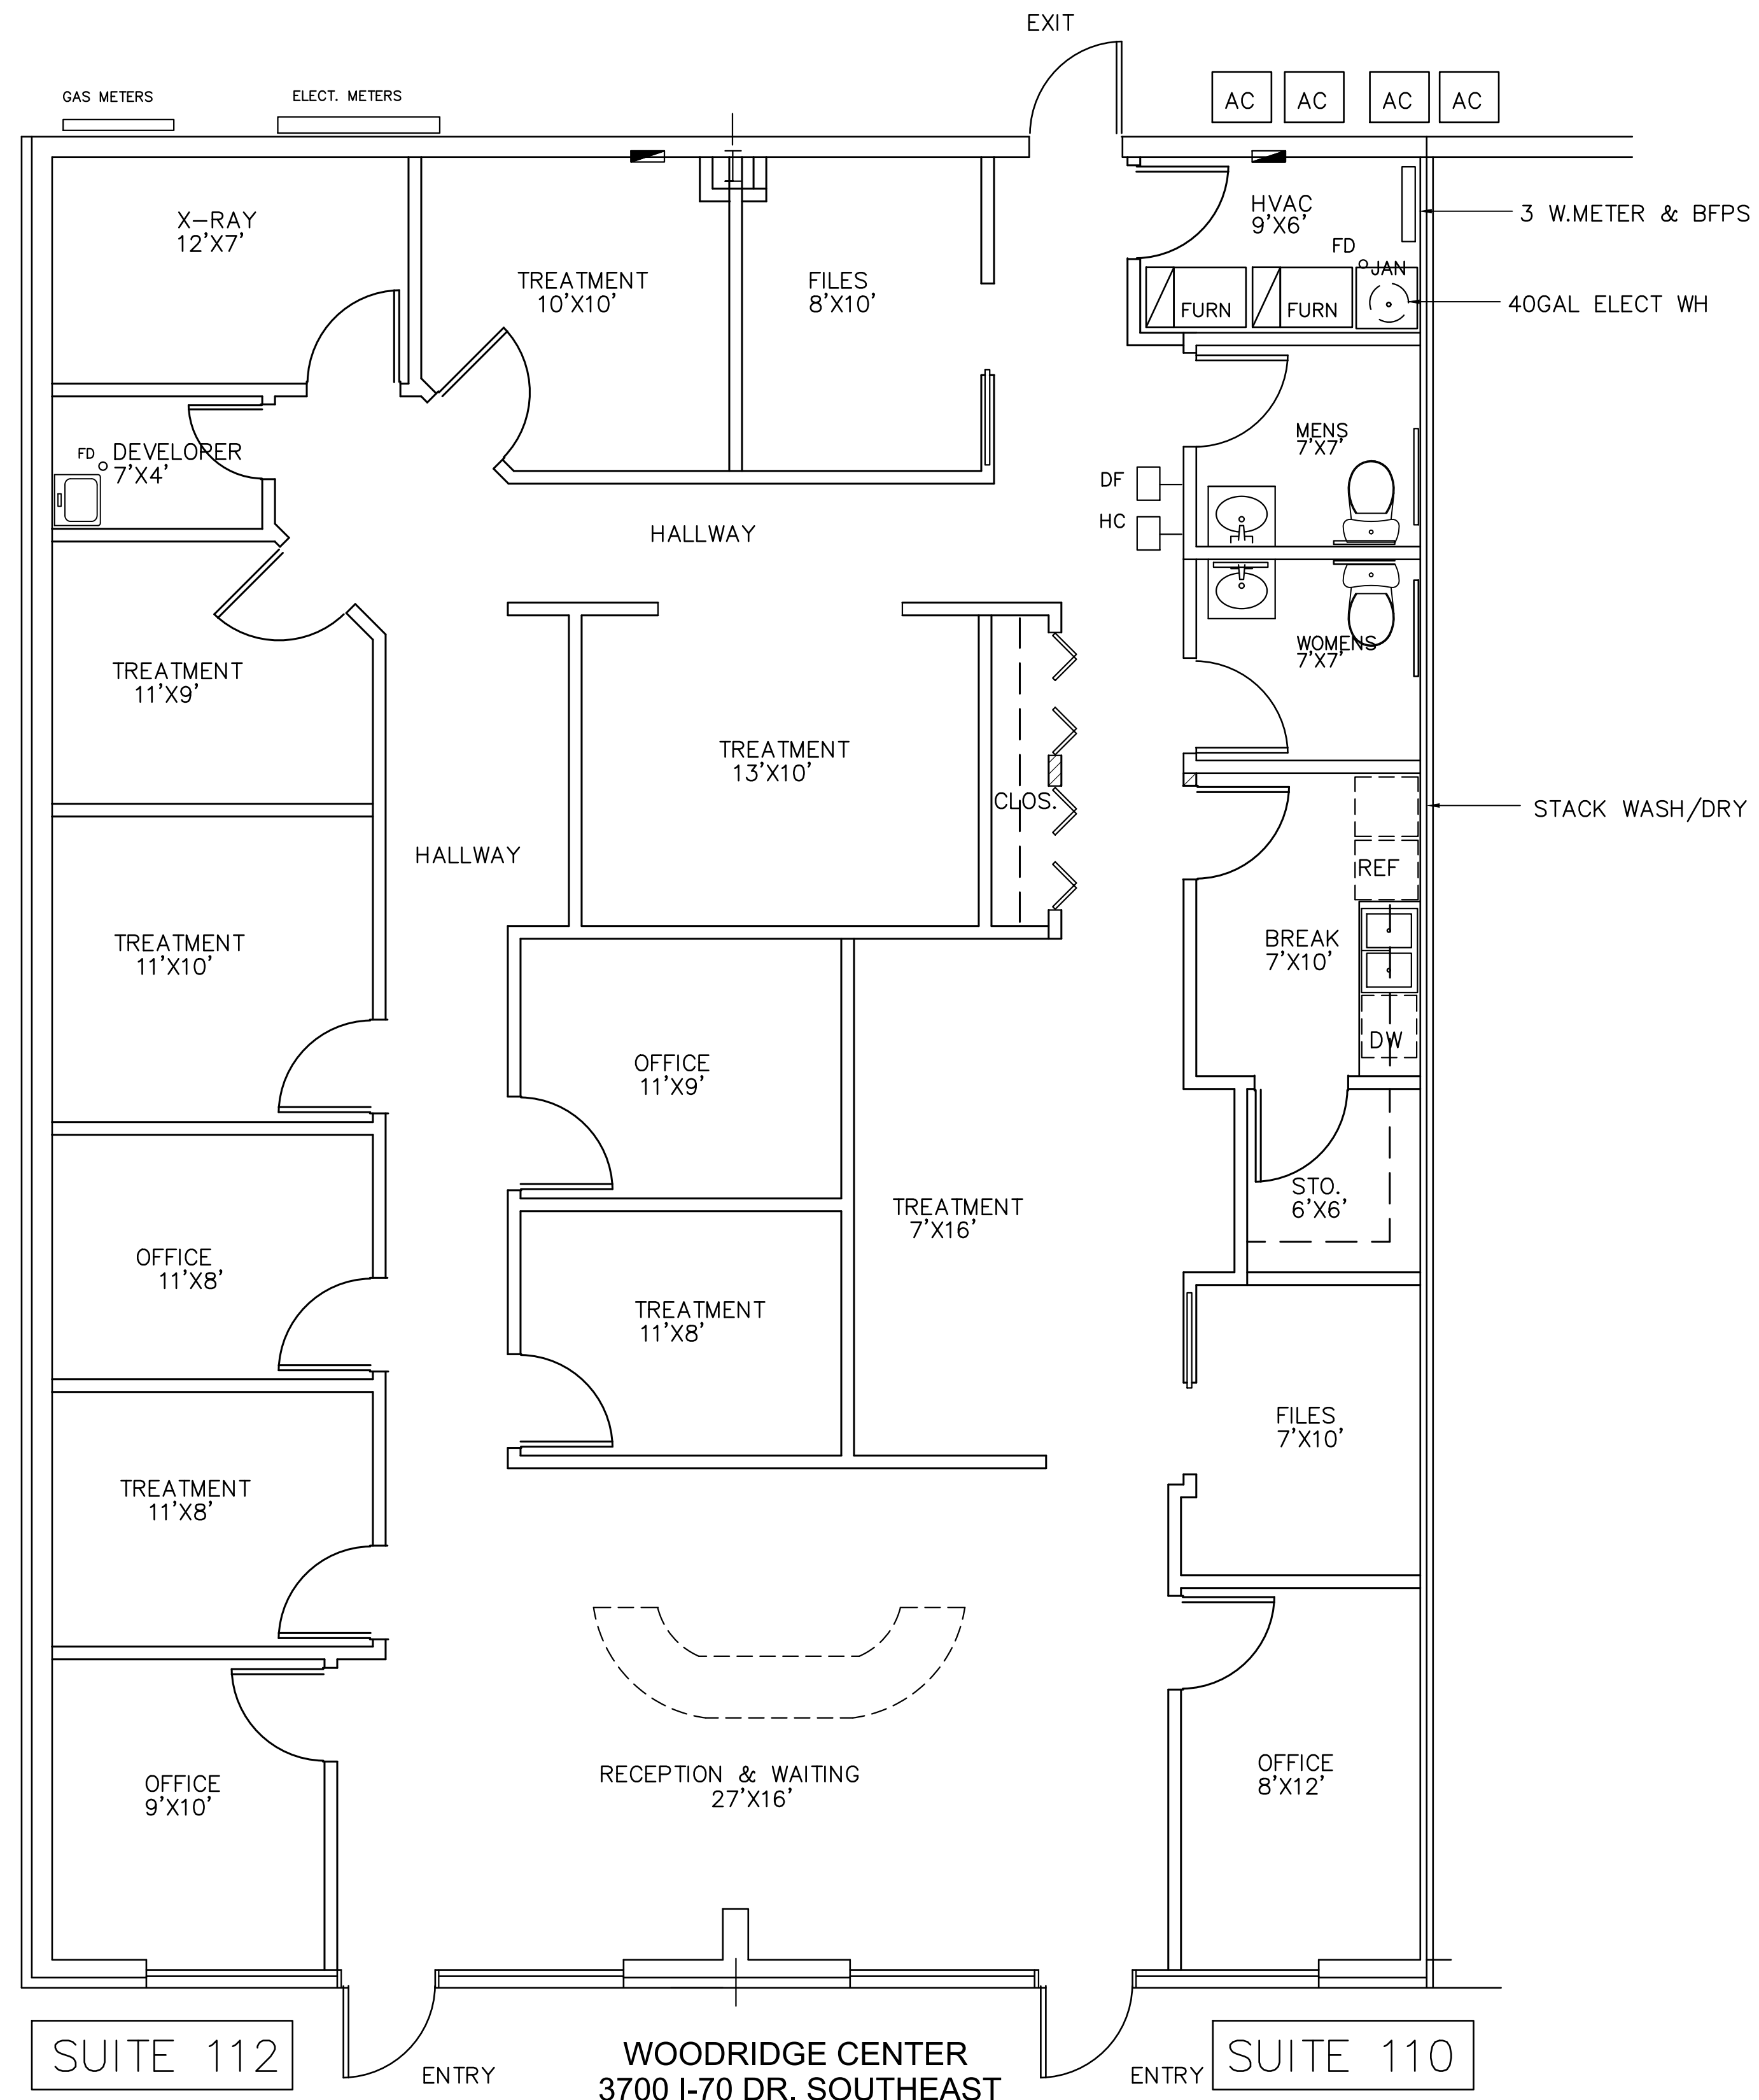 EXIT
GAS METERS
ELECT. METERS
AC
AC
AC
AC
X-RAY
12'X7'
TREATMENT
10'X10'
FILES
8'X10'
HVAC
9'X6'
3 W.METER & BFPS
FD
JAN
FURN
FURN
40GAL ELECT WH
MENS
7'X7'
FD
DEVELOPER
7'X4'
DF
HC
HALLWAY
WOMENS
7'X7'
TREATMENT
11'X9'
TREATMENT
13'X10'
CLOS.
STACK WASH/DRY
HALLWAY
REF
TREATMENT
11'X10'
BREAK
7'X10'
DW
OFFICE
11'X9'
TREATMENT
7'X16'
STO.
6'X6'
OFFICE
11'X8'
TREATMENT
11'X8'
FILES
7'X10'
TREATMENT
11'X8'
RECEPTION & WAITING
27'X16'
OFFICE
8'X12'
OFFICE
9'X10'
SUITE 112
ENTRY
WOODRIDGE CENTER
3700 I-70 DR. SOUTHEAST
ENTRY
SUITE 110